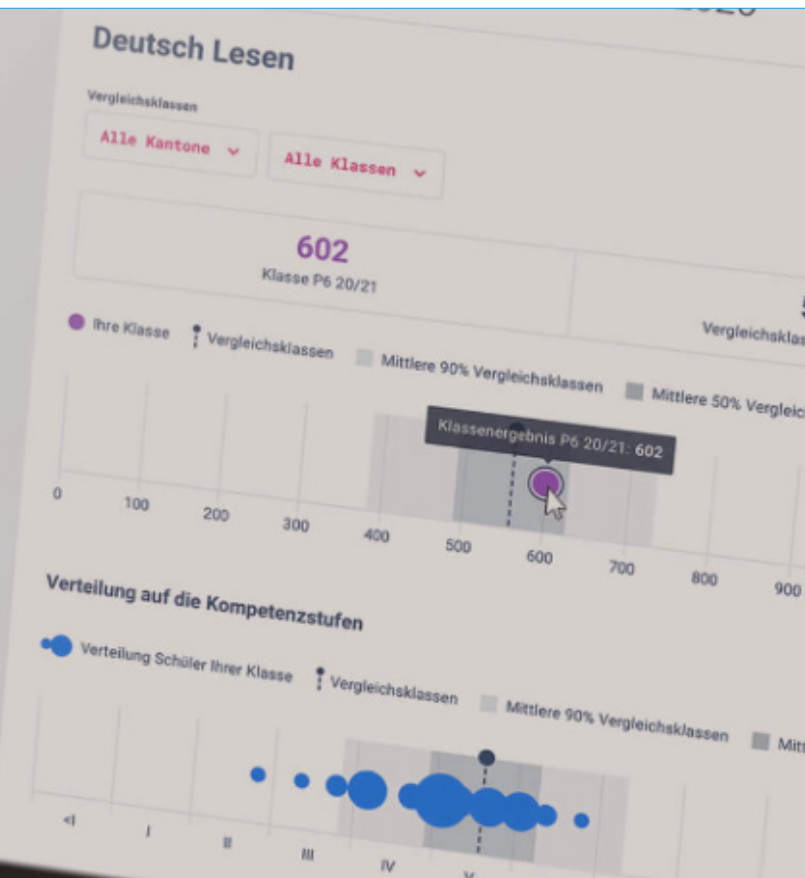 Deutsch Lesen
Vergleichsklassen
Alle Kantone
Alle Klassen
602
Klasse P6 20/21
Ihre Klasse
Vergleichsklassen
Mittlere 90% Vergleichsklassen
Mittlere 50%
Klassenergebnis P6 20/21: 602
0 100 200 300 400 500 600 700 800 900
Verteilung auf die Kompetenzstufen
Verteilung Schüler Ihrer Klasse
Vergleichsklassen
Mittlere 90% Vergleichsklassen
<I I II III IV V